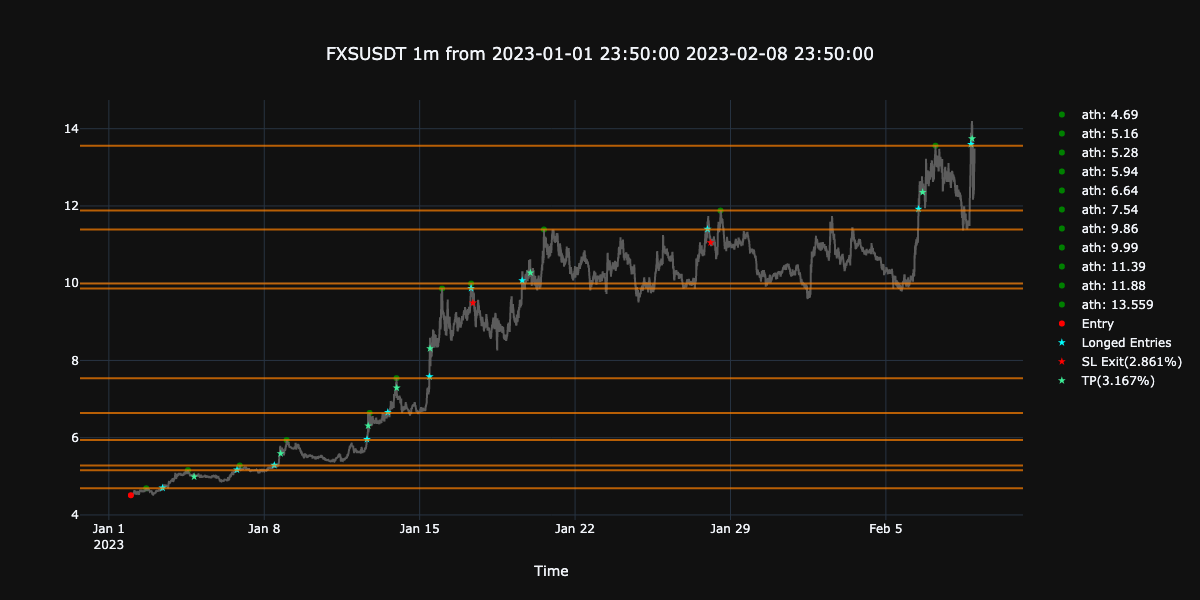 FXSUSDT 1m from 2023-01-01 23:50:00 2023-02-08 23:50:00
14
12
10
8
6
4
Jan 1
2023
Jan 8
Jan 15
Jan 22
Jan 29
Feb 5
Time
ath: 4.69
ath: 5.16
ath: 5.28
ath: 5.94
ath: 6.64
ath: 7.54
ath: 9.86
ath: 9.99
ath: 11.39
ath: 11.88
ath: 13.559
Entry
Longed Entries
SL Exit(2.861%)
TP(3.167%)